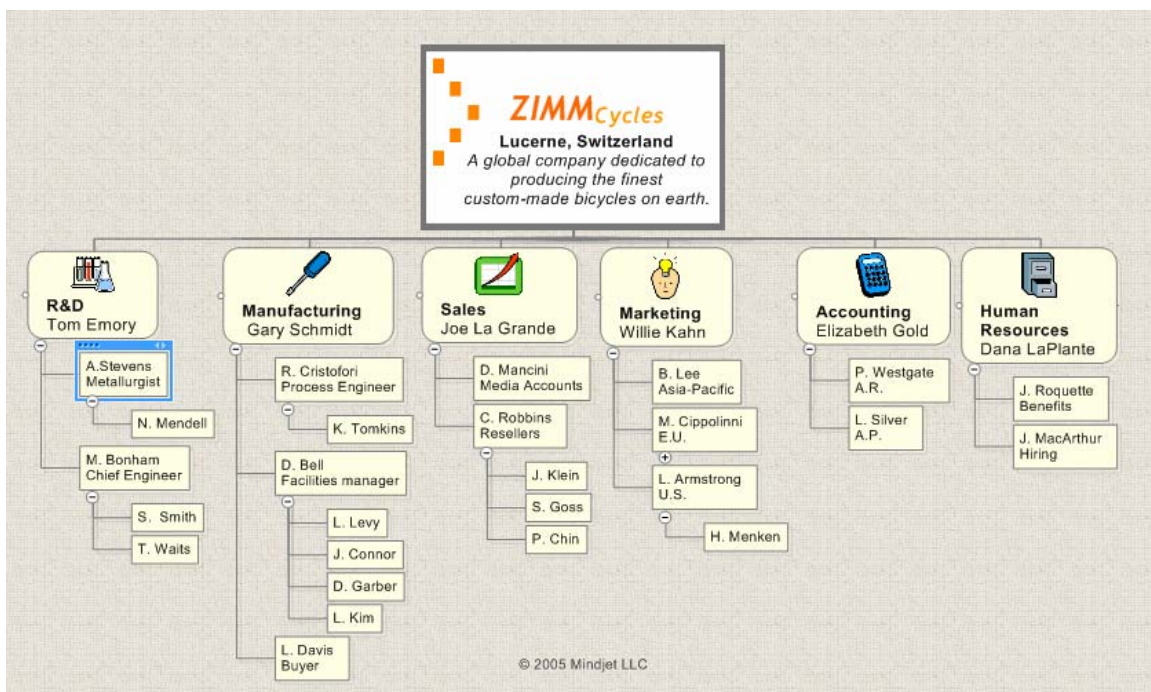 ZIMMCycles
Lucerne, Switzerland
A global company dedicated to
producing the finest
custom-made bicycles on earth.
R&D
Tom Emory
A.Stevens
Metallurgist
N. Mendell
M. Bonham
Chief Engineer
S. Smith
T. Waits
Manufacturing
Gary Schmidt
R. Cristofori
Process Engineer
K. Tomkins
D. Bell
Facilities manager
L. Levy
J. Connor
D. Garber
L. Kim
L. Davis
Buyer
Sales
Joe La Grande
D. Mancini
Media Accounts
C. Robbins
Resellers
J. Klein
S. Goss
P. Chin
Marketing
Willie Kahn
B. Lee
Asia-Pacific
M. Cippolinni
E.U.
L. Armstrong
U.S.
H. Menken
Accounting
Elizabeth Gold
P. Westgate
A.R.
L. Silver
A.P.
Human
Resources
Dana LaPlante
J. Roquette
Benefits
J. MacArthur
Hiring
© 2005 Mindjet LLC